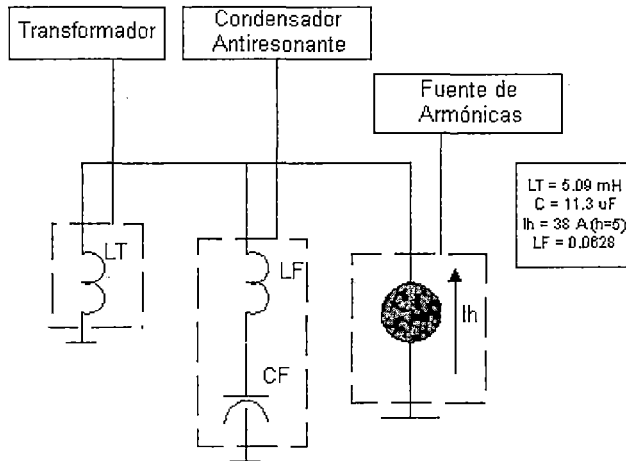 Transformador
Condensador
Antiresonante
Fuente de
Armónicas
LT = 5.09 mH
C = 11.3 uF
Ih = 38 A(h=5)
LF = 0.0628
LT
LF
Ih
CF